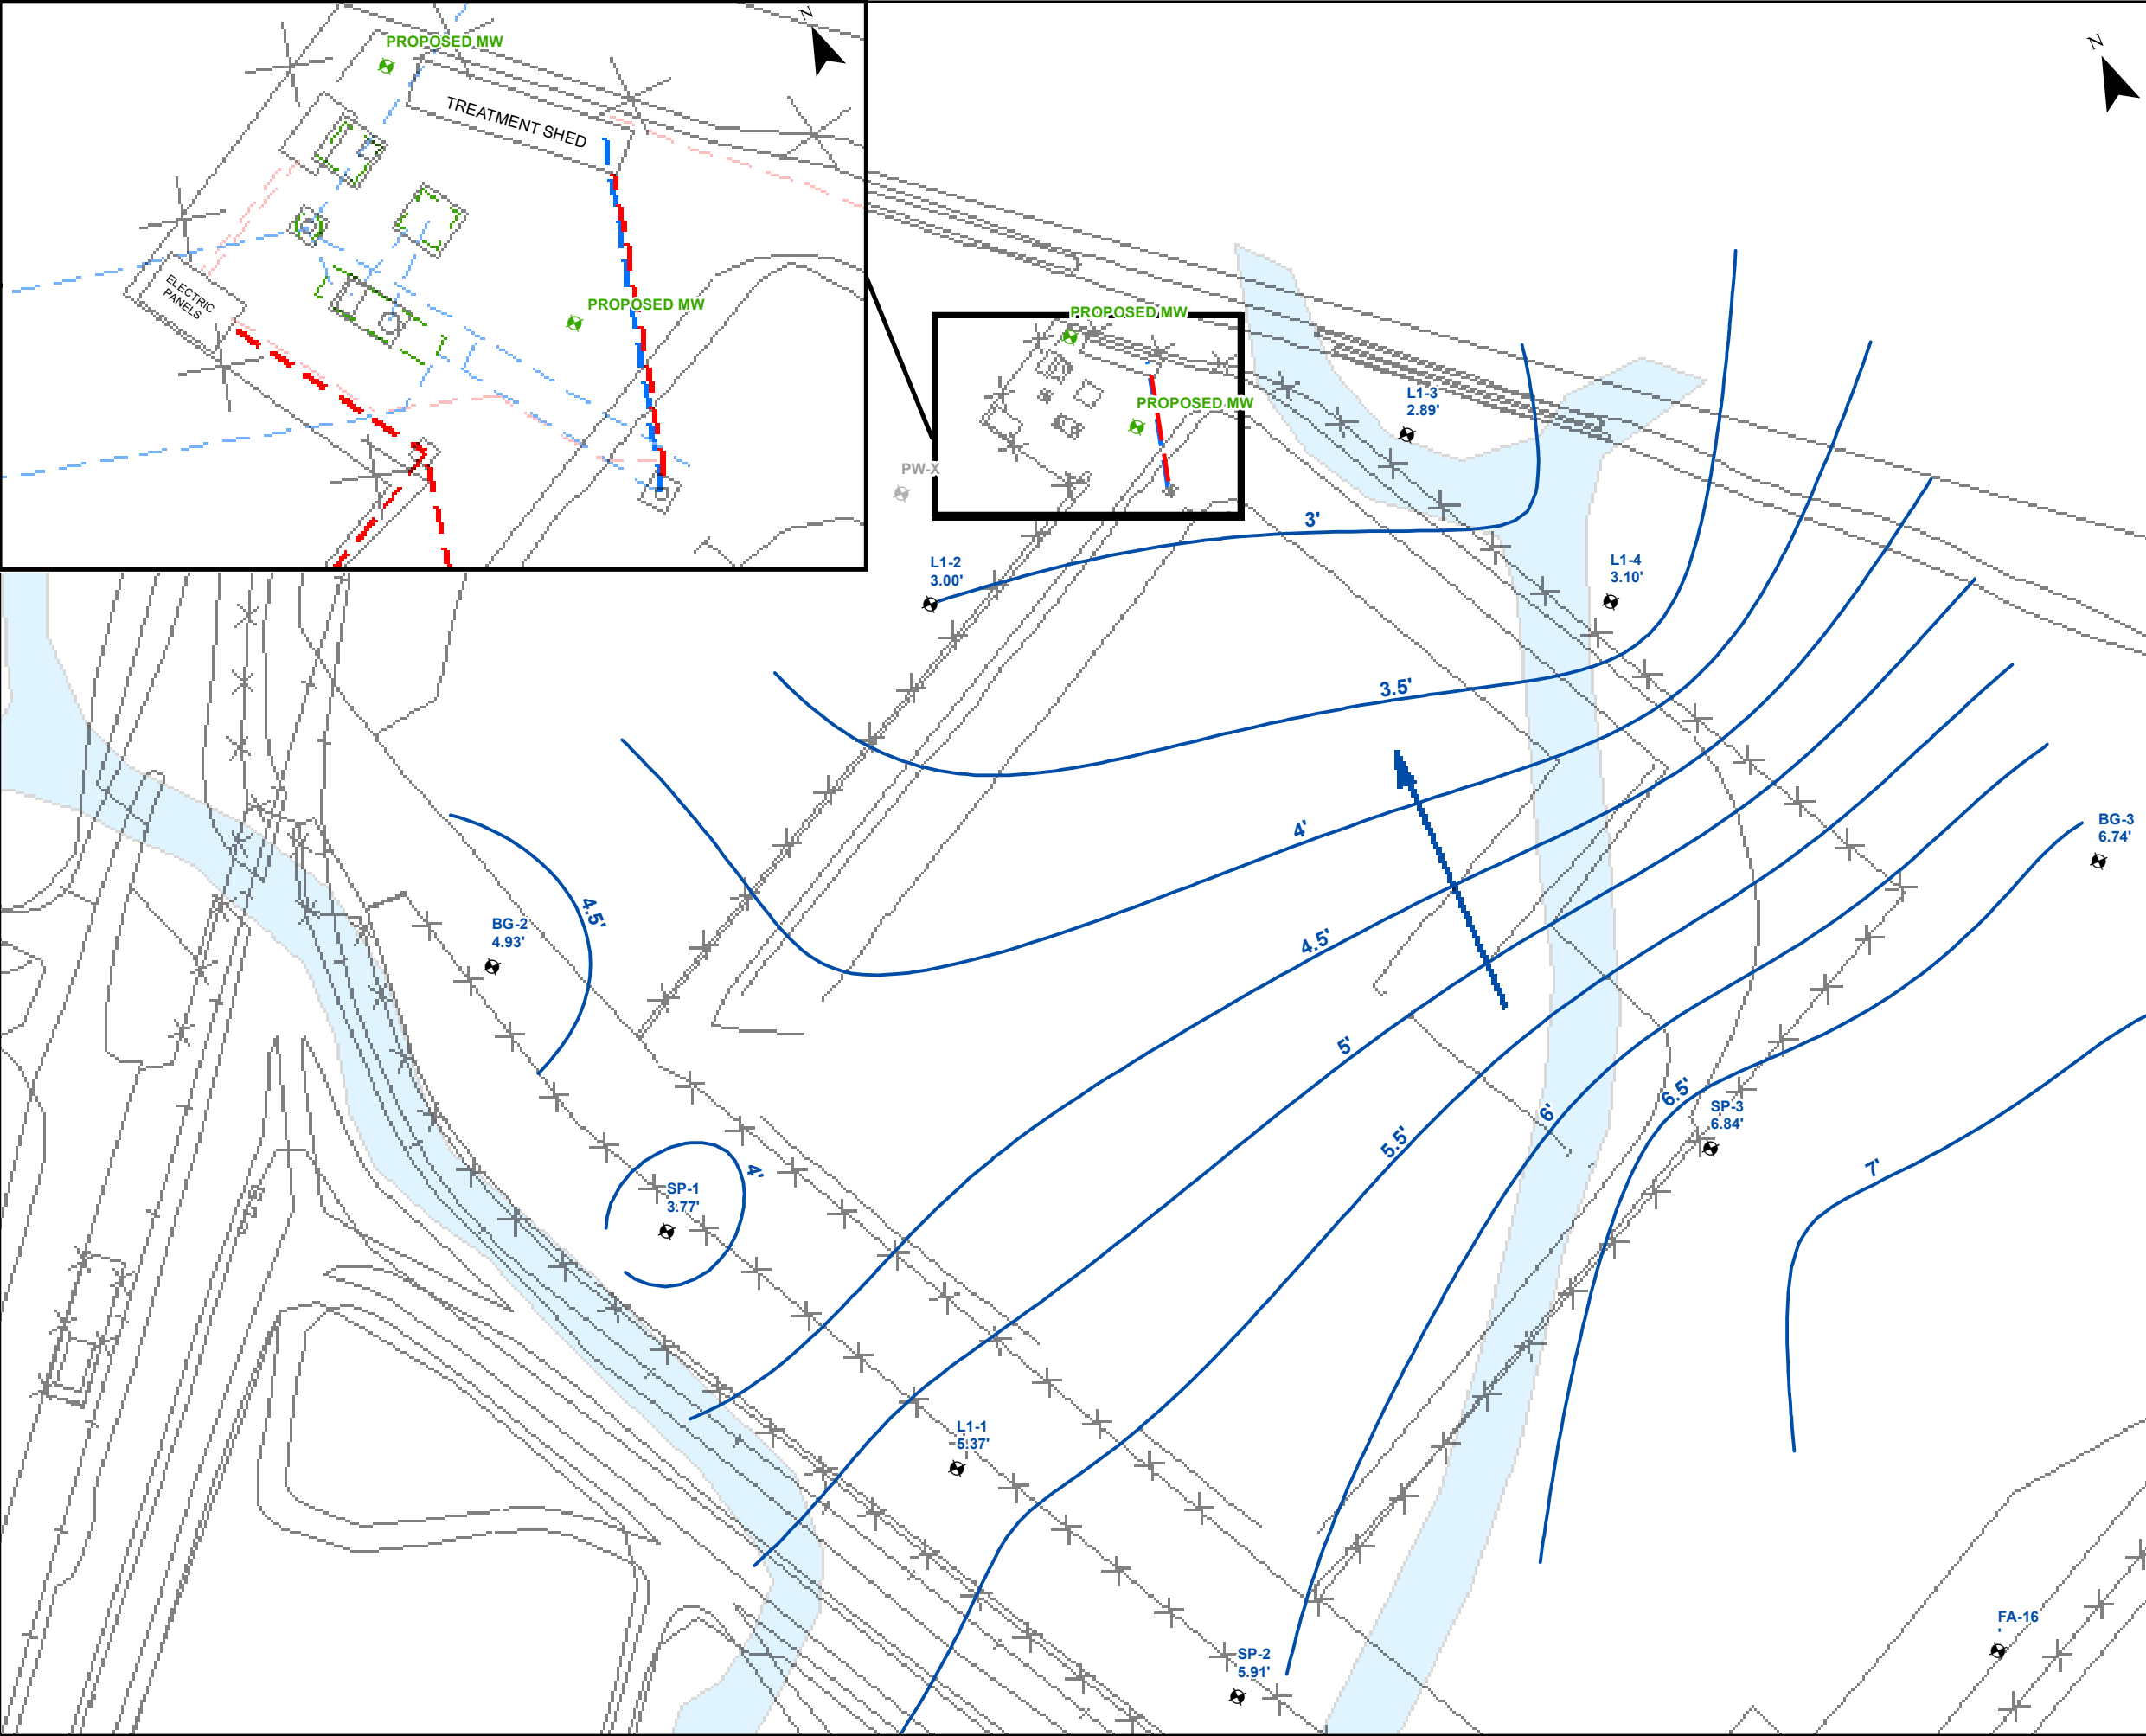 N
PROPOSED MW
TREATMENT SHED
ELECTRIC
PANELS
PROPOSED MW
N
PROPOSED MW
PROPOSED MW
PW-X
L1-3
2.89'
3'
L1-2
3.00'
L1-4
3.10'
3.5'
4'
BG-3
6.74'
4.5'
BG-2
4.93'
4.5'
5'
6.5'
6'
SP-3
6.84'
5.5'
7'
4'
SP-1
3.77'
L1-1
5.37'
FA-16
'
SP-2
5.91'